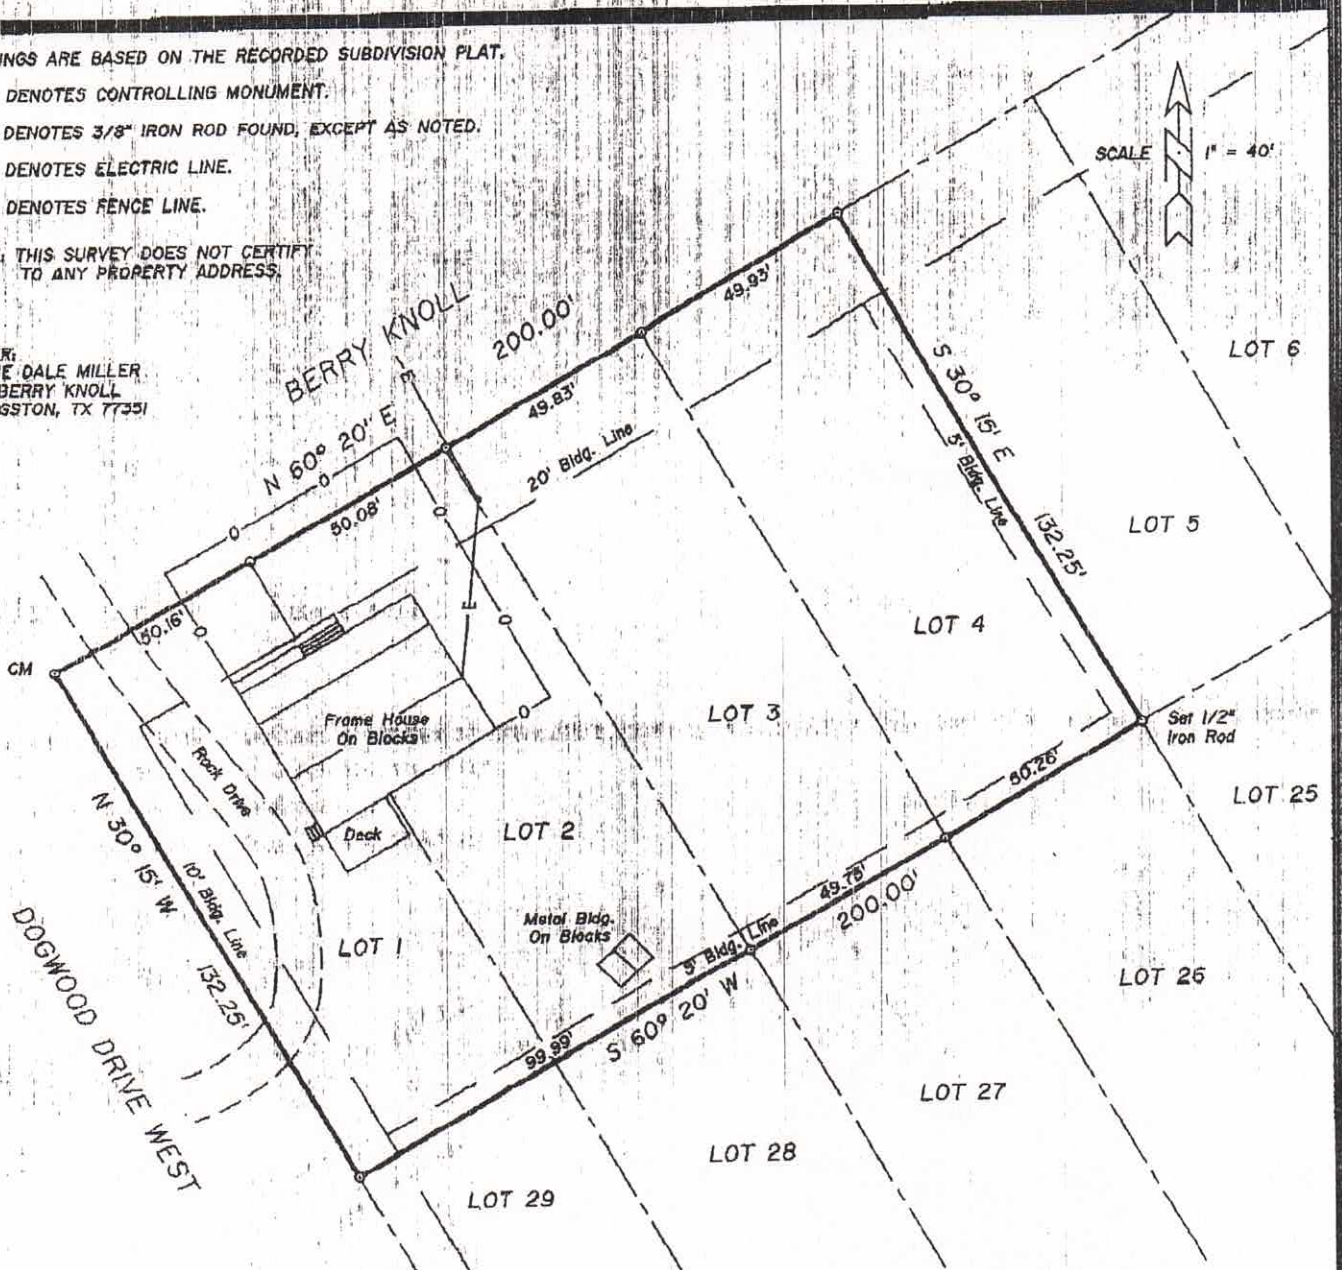 INGS ARE BASED ON THE RECORDED SUBDIVISION PLAT.
DENOTES CONTROLLING MONUMENT.
DENOTES 3/8" IRON ROD FOUND, EXCEPT AS NOTED.
DENOTES ELECTRIC LINE.
DENOTES FENCE LINE.
THIS SURVEY DOES NOT CERTIFY
TO ANY PROPERTY ADDRESS.
R:
E DALE MILLER
BERRY KNOLL
GSTON, TX 77351
SCALE 1" = 40'
BERRY KNOLL
N 60° 20' E
200.00'
49.93'
49.83'
50.08'
50.16'
E
20' Bldg. Line
S 30° 15' E
132.25'
5' Bldg. Line
LOT 6
LOT 5
LOT 4
LOT 3
E
CM
Frame House
On Blocks
Rock Drive
Deck
LOT 2
Set 1/2"
Iron Rod
LOT 25
50.26'
N 30° 15' W
132.25'
10' Bldg. Line
LOT 1
Metal Bldg.
On Blocks
5' Bldg. Line
49.75'
200.00'
S 60° 20' W
99.99'
LOT 26
DOGWOOD DRIVE WEST
LOT 27
LOT 28
LOT 29